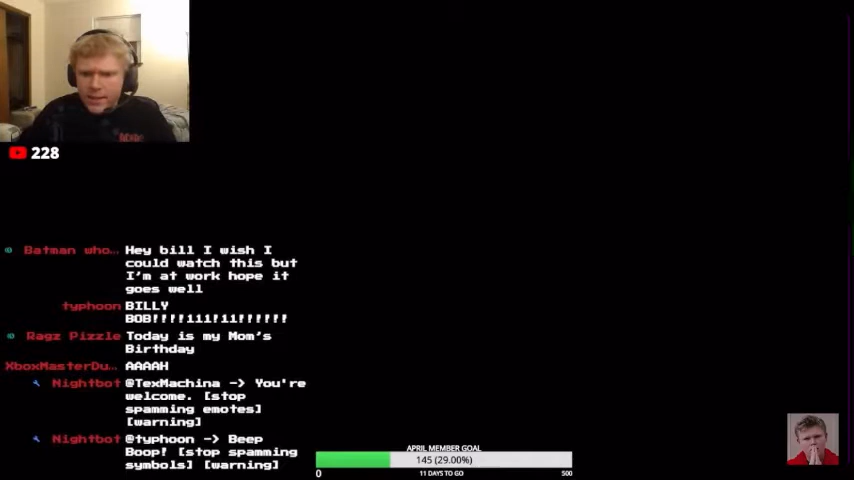 228
Batman who... Hey bill I wish I
could watch this but
I'm at work hope it
goes well
typhoon BILLY
BOB!!!!111!11!!!!!!
Ragz Pizzle Today is my Mom's
Birthday
XboxMasterDu... AAAAH
Nightbot @TexMachina -> You're
welcome. [stop
spamming emotes]
[warning]
Nightbot @typhoon -> Beep
Boop! [stop spamming
symbols] [warning]
APRIL MEMBER GOAL
145 (29.00%)
0 11 DAYS TO GO 500